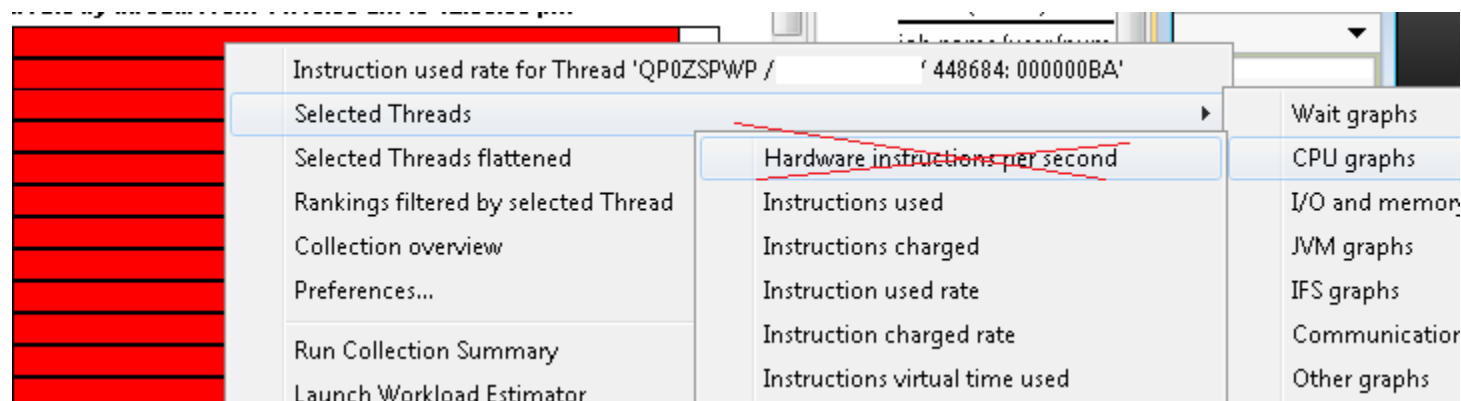 Instruction used rate for Thread 'QP0ZSPWP / / 448684: 000000BA'
Selected Threads
Selected Threads flattened
Rankings filtered by selected Thread
Collection overview
Preferences...
Run Collection Summary
Launch Workload Estimator
Hardware instructions per second
Instructions used
Instructions charged
Instruction used rate
Instruction charged rate
Instructions virtual time used
Wait graphs
CPU graphs
I/O and memory
JVM graphs
IFS graphs
Communication
Other graphs